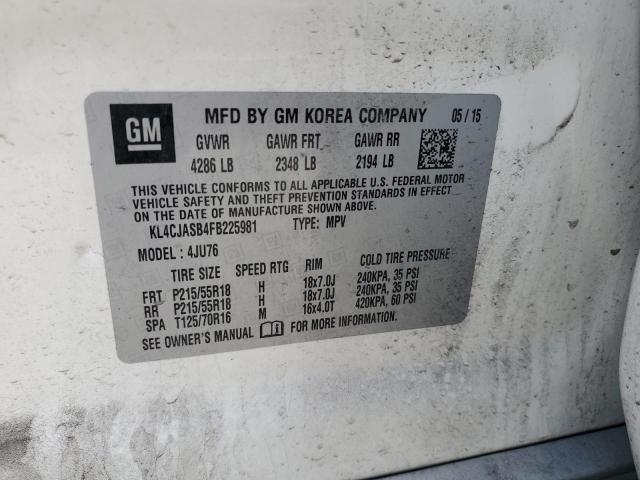 GM MFD BY GM KOREA COMPANY 05/15
GVWR GAWR FRT GAWR RR
4286 LB 2348 LB 2194 LB
THIS VEHICLE CONFORMS TO ALL APPLICABLE U.S. FEDERAL MOTOR
VEHICLE SAFETY AND THEFT PREVENTION STANDARDS IN EFFECT
ON THE DATE OF MANUFACTURE SHOWN ABOVE.
KL4CJASB4FB225981 TYPE: MPV
MODEL: 4JU76
TIRE SIZE SPEED RTG RIM COLD TIRE PRESSURE
FRT P215/55R18 H 18x7.0J 240KPA, 35 PSI
RR P215/55R18 H 18x7.0J 240KPA, 35 PSI
SPA T125/70R16 M 16x4.0T 420KPA, 60 PSI
SEE OWNER'S MANUAL FOR MORE INFORMATION.